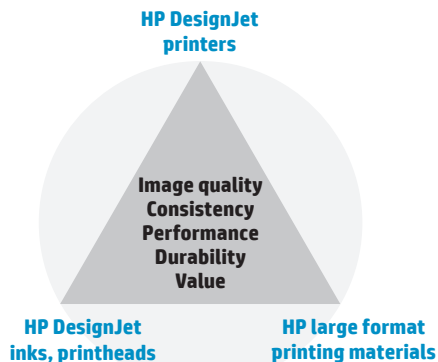 HP DesignJet
printers
Image quality
Consistency
Performance
Durability
Value
HP DesignJet
inks, printheads
HP large format
printing materials